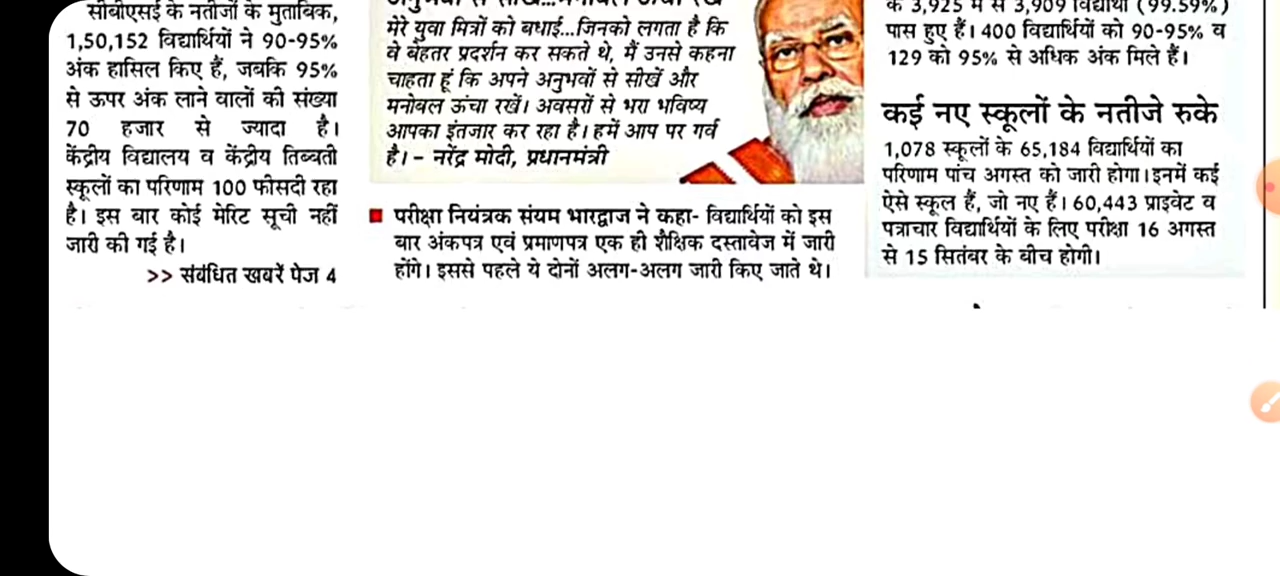 सीबीएसई के नतीजों के मुताबिक,
1,50,152 विद्यार्थियों ने 90-95%
अंक हासिल किए हैं, जबकि 95%
से ऊपर अंक लाने वालों की संख्या
70 हजार से ज्यादा है।
केंद्रीय विद्यालय व केंद्रीय तिब्बती
स्कूलों का परिणाम 100 फीसदी रहा
है। इस बार कोई मेरिट सूची नहीं
जारी की गई है।
>> संबंधित खबरें पेज 4
मेरे युवा मित्रों को बधाई...जिनको लगता है कि
वे बेहतर प्रदर्शन कर सकते थे, मैं उनसे कहना
चाहता हूं कि अपने अनुभवों से सीखें और
मनोबल ऊंचा रखें। अवसरों से भरा भविष्य
आपका इंतजार कर रहा है। हमें आप पर गर्व
है। - नरेंद्र मोदी, प्रधानमंत्री
परीक्षा नियंत्रक संयम भारद्वाज ने कहा- विद्यार्थियों को इस
बार अंकपत्र एवं प्रमाणपत्र एक ही शैक्षिक दस्तावेज में जारी
होंगे। इससे पहले ये दोनों अलग-अलग जारी किए जाते थे।
के 3,925 में से 3,909 विद्यार्थी (99.59%)
पास हुए हैं। 400 विद्यार्थियों को 90-95% व
129 को 95% से अधिक अंक मिले हैं।
कई नए स्कूलों के नतीजे रुके
1,078 स्कूलों के 65,184 विद्यार्थियों का
परिणाम पांच अगस्त को जारी होगा। इनमें कई
ऐसे स्कूल हैं, जो नए हैं। 60,443 प्राइवेट व
पत्राचार विद्यार्थियों के लिए परीक्षा 16 अगस्त
से 15 सितंबर के बीच होगी।